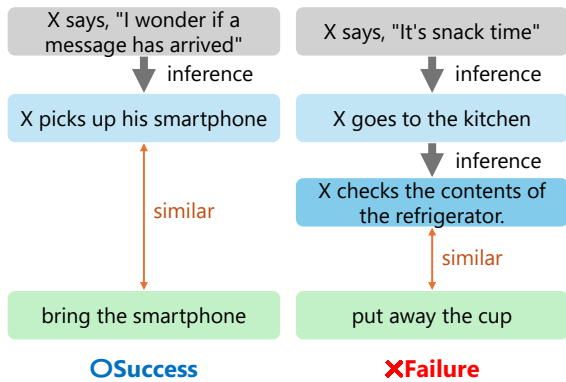 X says, "I wonder if a
message has arrived"
inference
X picks up his smartphone
similar
bring the smartphone
○Success
X says, "It's snack time"
inference
X goes to the kitchen
inference
X checks the contents of
the refrigerator.
similar
put away the cup
×Failure